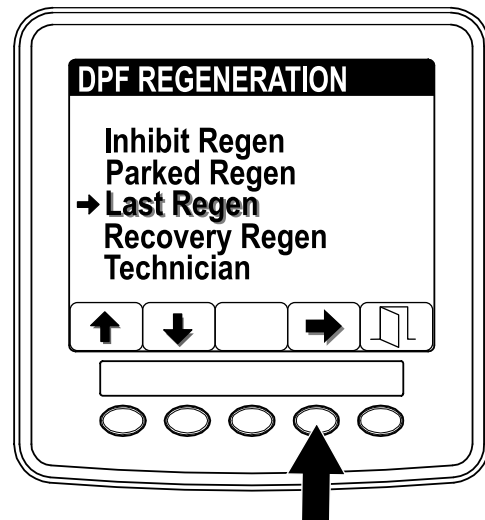 DPF REGENERATION
Inhibit Regen
Parked Regen
Last Regen
Recovery Regen
Technician